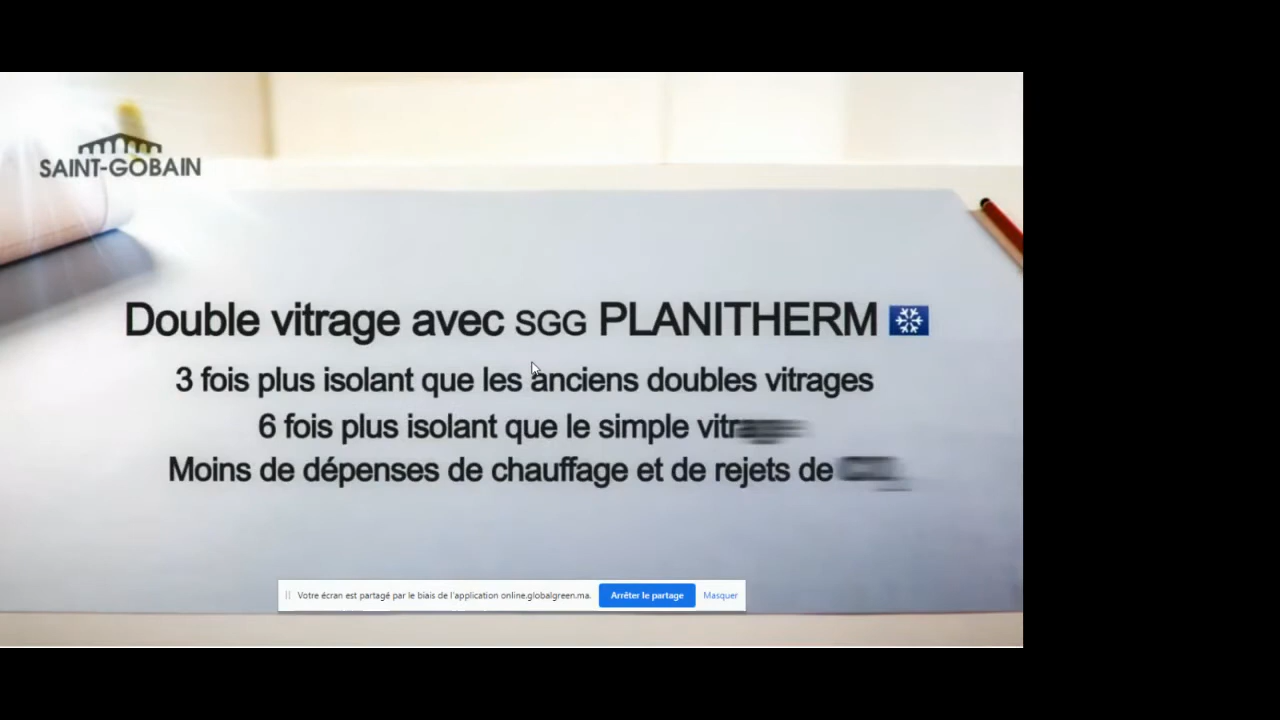 SAINT-GOBAIN
Double vitrage avec SGG PLANITHERM
3 fois plus isolant que les anciens doubles vitrages
6 fois plus isolant que le simple
Moins de dépenses de chauffage et de rejets de
Votre écran est partagé par le biais de l'application online.globalgreen.ma.
Arrêter le partage
Masquer